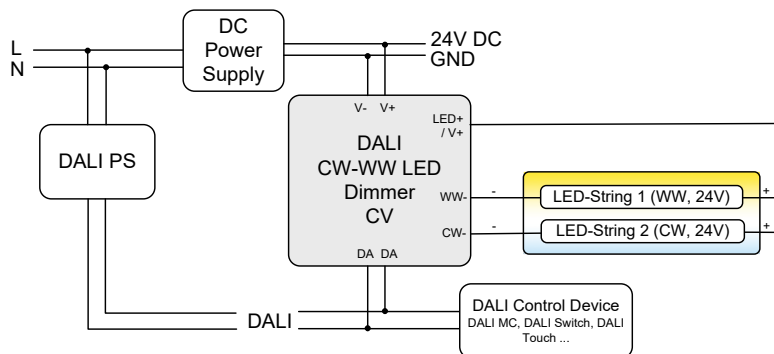 DC
Power
Supply
L
N
24V DC
GND
V- V+
LED+
/ V+
DALI PS
DALI
CW-WW LED
Dimmer
CV
WW-
-
LED-String 1 (WW, 24V)
+
CW-
-
LED-String 2 (CW, 24V)
+
DA DA
DALI
DALI Control Device
DALI MC, DALI Switch, DALI
Touch ...